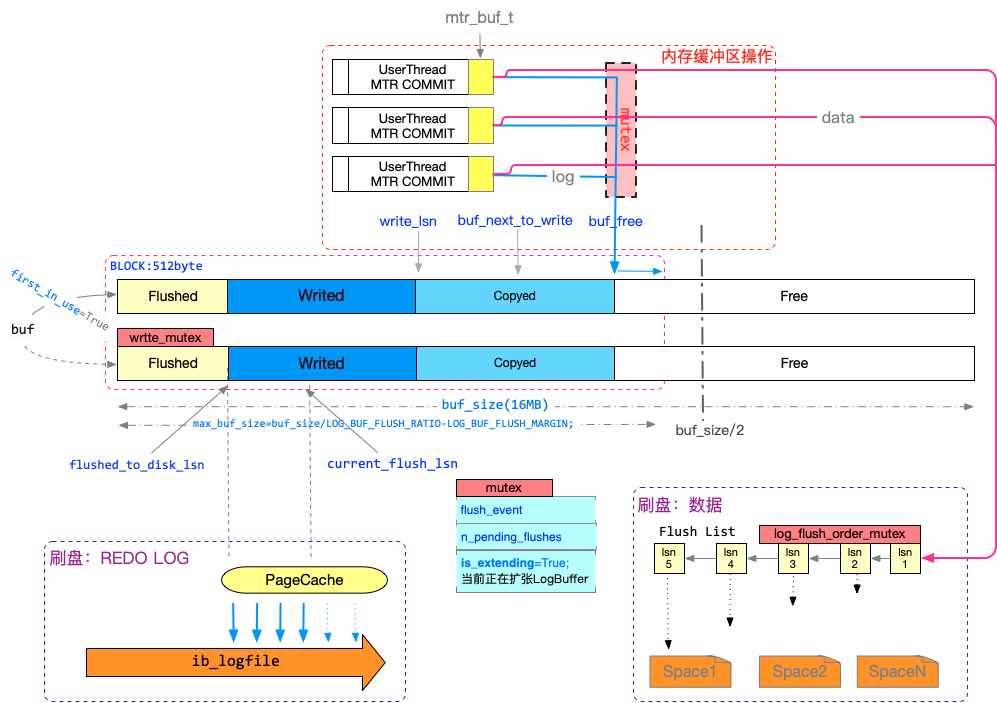 mtr_buf_t
内存缓冲区操作
UserThread
MTR COMMIT
UserThread
MTR COMMIT
UserThread
MTR COMMIT
mutex
data
log
write_lsn
buf_next_to_write
buf_free
BLOCK:512byte
first_in_use=True
buf
Flushed
Writed
Copyed
Free
wrtte_mutex
Flushed
Writed
Copyed
Free
buf_size(16MB)
max_buf_size=buf_size/LOG_BUF_FLUSH_RATIO-LOG_BUF_FLUSH_MARGIN;
buf_size/2
flushed_to_disk_lsn
current_flush_lsn
mutex
flush_event
n_pending_flushes
is_extending=True;
当前正在扩张LogBuffer
刷盘：REDO LOG
PageCache
ib_logfile
刷盘：数据
Flush List
log_flush_order_mutex
lsn
5
lsn
4
lsn
3
lsn
2
lsn
1
Space1
Space2
SpaceN